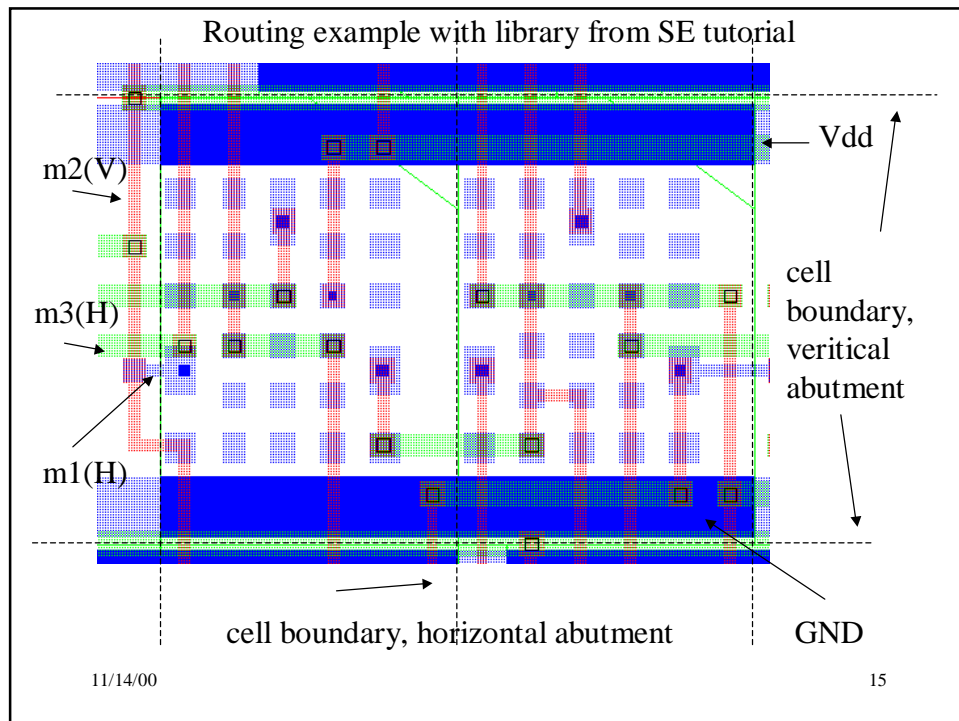 Routing example with library from SE tutorial
Vdd
m2(V)
cell
boundary,
veritical
abutment
m3(H)
m1(H)
cell boundary, horizontal abutment
GND
11/14/00
15